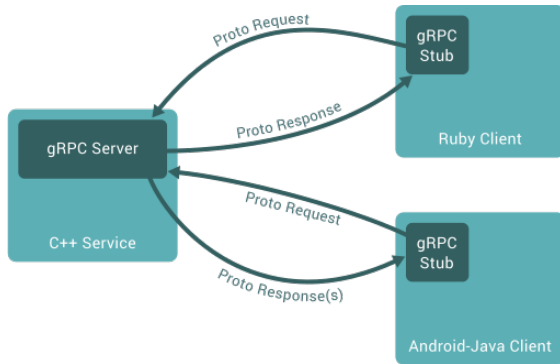 Proto Request
gRPC
Stub
Ruby Client
Proto Response
gRPC Server
C++ Service
Proto Request
gRPC
Stub
Proto Response(s)
Android-Java Client